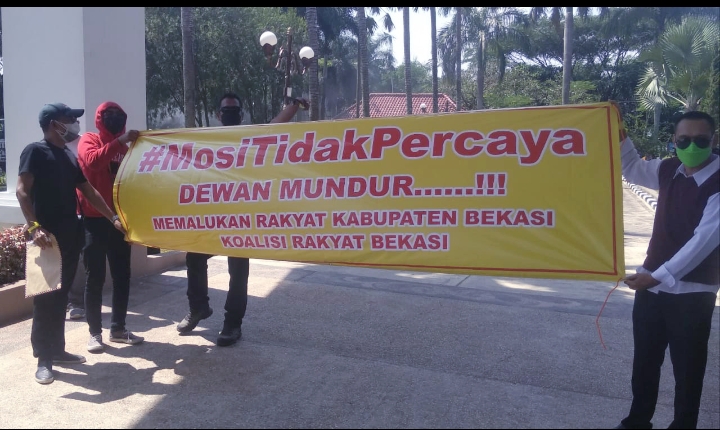 #MosiTidakPercaya
DEWAN MUNDUR......!!!
MEMALUKAN RAKYAT KABUPATEN BEKASI
KOALISI RAKYAT BEKASI